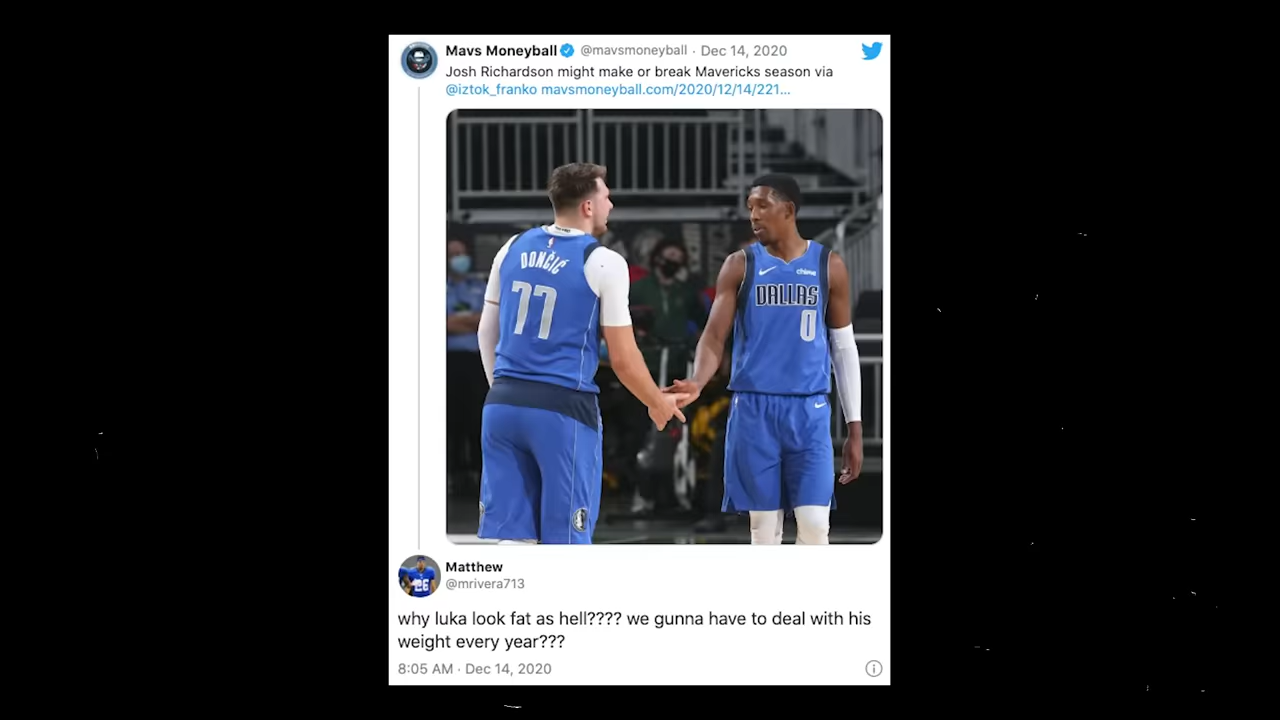 Mavs Moneyball @mavsmoneyball · Dec 14, 2020
Josh Richardson might make or break Mavericks season via
@iztok_franko mavsmoneyball.com/2020/12/14/221...
DONČIĆ
77
chime
DALLAS
0
Matthew
@mrivera713
26
why luka look fat as hell???? we gunna have to deal with his
weight every year???
8:05 AM · Dec 14, 2020